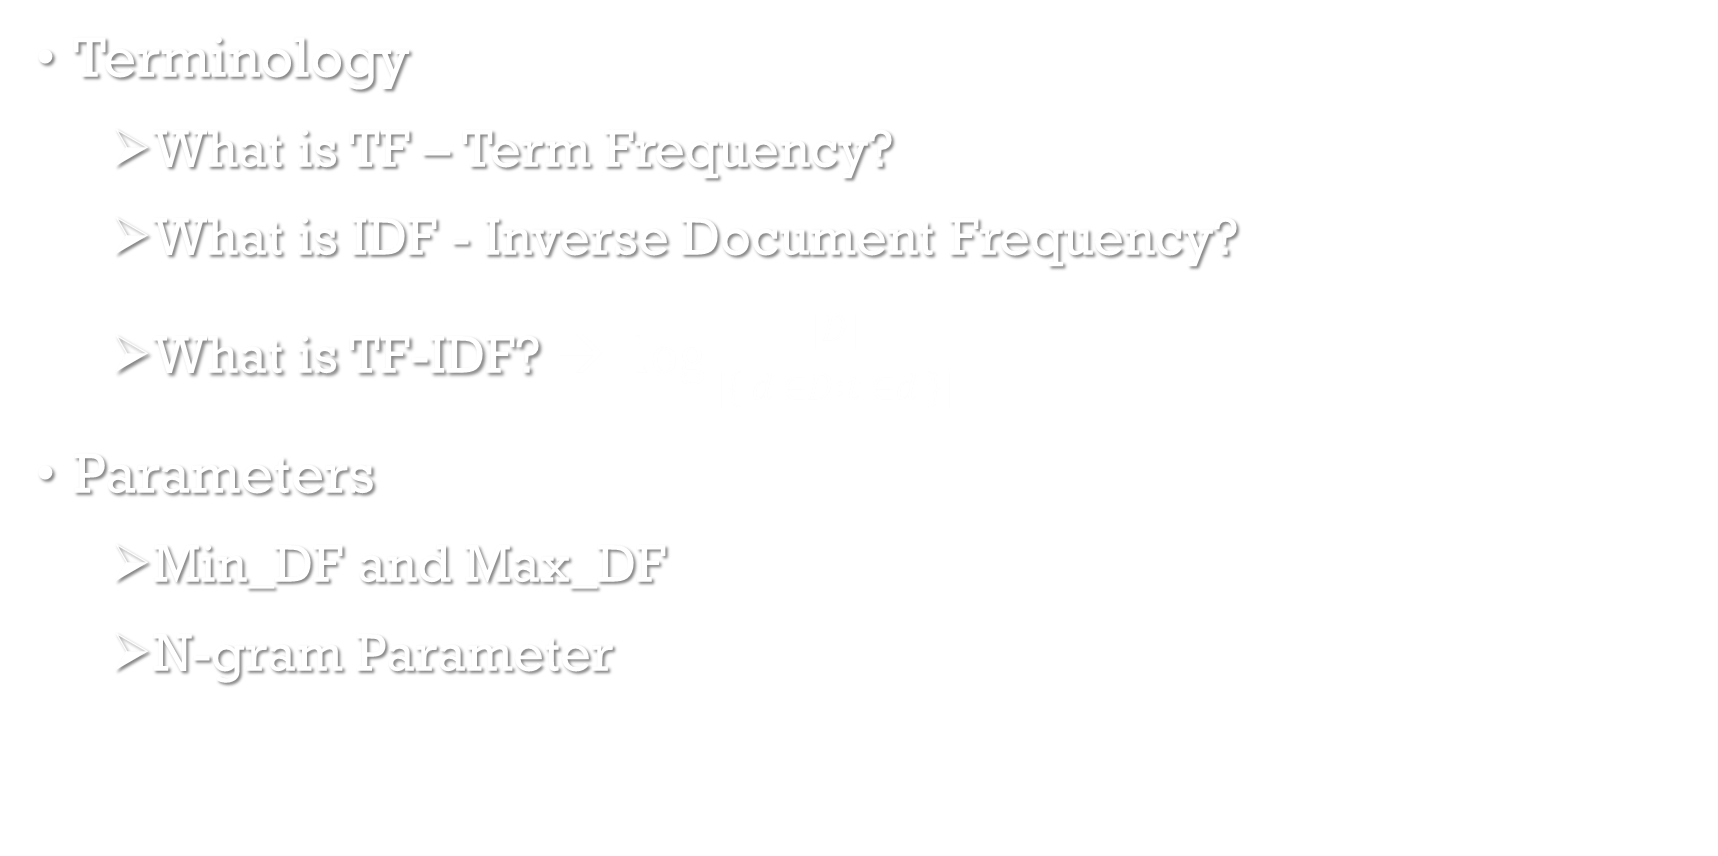 • Terminology
➢What is TF – Term Frequency?
➢What is IDF - Inverse Document Frequency?
➢What is TF-IDF?
• Parameters
➢Min_DF and Max_DF
➢N-gram Parameter